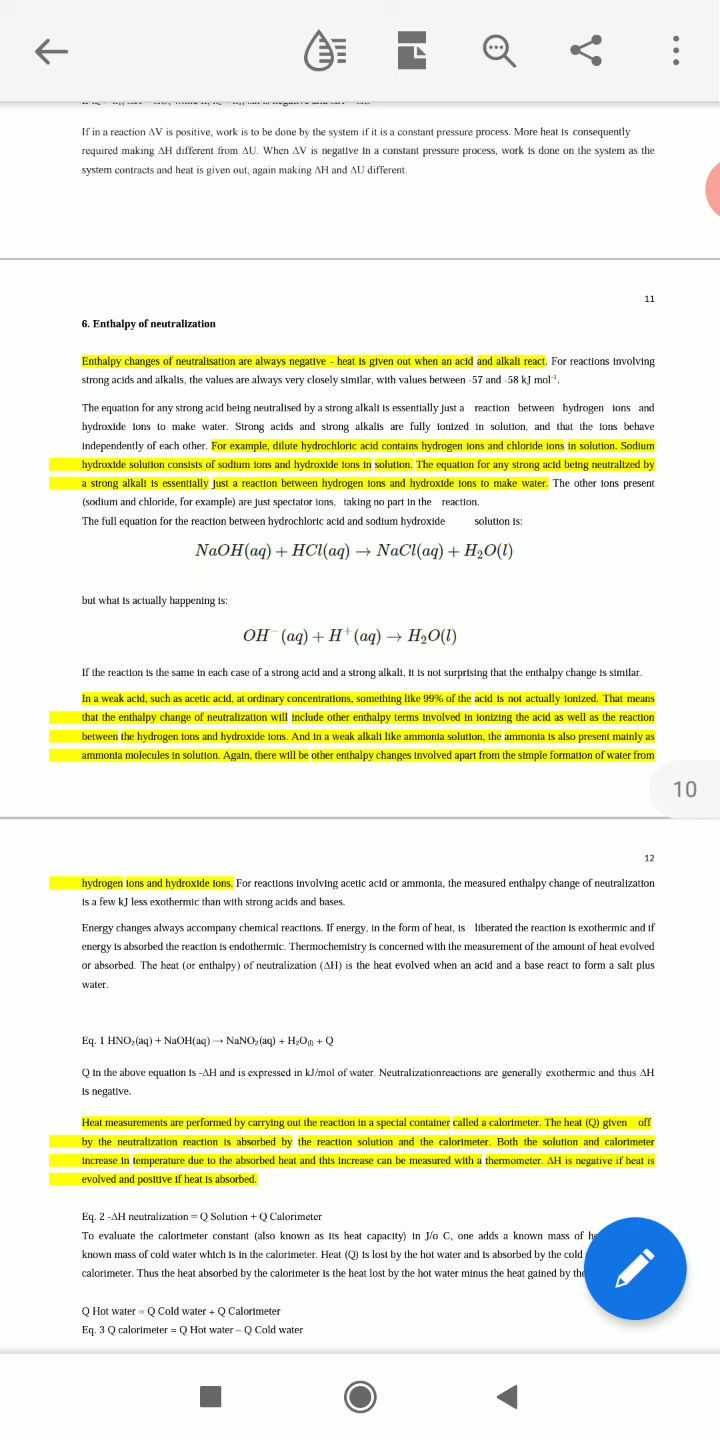 If in a reaction ΔV is positive, work is to be done by the system if it is a constant pressure process. More heat is consequently
required making ΔH different from ΔU. When ΔV is negative in a constant pressure process, work is done on the system as the
system contracts and heat is given out, again making ΔH and ΔU different.
11
6. Enthalpy of neutralization
Enthalpy changes of neutralisation are always negative - heat is given out when an acid and alkali react. For reactions involving
strong acids and alkalis, the values are always very closely similar, with values between -57 and -58 kJ mol⁻¹.
The equation for any strong acid being neutralised by a strong alkali is essentially just a reaction between hydrogen ions and
hydroxide ions to make water. Strong acids and strong alkalis are fully ionized in solution, and that the ions behave
independently of each other. For example, dilute hydrochloric acid contains hydrogen ions and chloride ions in solution. Sodium
hydroxide solution consists of sodium ions and hydroxide ions in solution. The equation for any strong acid being neutralized by
a strong alkali is essentially just a reaction between hydrogen ions and hydroxide ions to make water. The other ions present
(sodium and chloride, for example) are just spectator ions, taking no part in the reaction.
The full equation for the reaction between hydrochloric acid and sodium hydroxide solution is:
NaOH(aq) + HCl(aq) → NaCl(aq) + H₂O(l)
but what is actually happening is:
OH⁻(aq) + H⁺(aq) → H₂O(l)
If the reaction is the same in each case of a strong acid and a strong alkali, it is not surprising that the enthalpy change is similar.
In a weak acid, such as acetic acid, at ordinary concentrations, something like 99% of the acid is not actually ionized. That means
that the enthalpy change of neutralization will include other enthalpy terms involved in ionizing the acid as well as the reaction
between the hydrogen ions and hydroxide ions. And in a weak alkali like ammonia solution, the ammonia is also present mainly as
ammonia molecules in solution. Again, there will be other enthalpy changes involved apart from the simple formation of water from
10
12
hydrogen ions and hydroxide ions. For reactions involving acetic acid or ammonia, the measured enthalpy change of neutralization
is a few kJ less exothermic than with strong acids and bases.
Energy changes always accompany chemical reactions. If energy, in the form of heat, is liberated the reaction is exothermic and if
energy is absorbed the reaction is endothermic. Thermochemistry is concerned with the measurement of the amount of heat evolved
or absorbed. The heat (or enthalpy) of neutralization (ΔH) is the heat evolved when an acid and a base react to form a salt plus
water.
Eq. 1 HNO₂(aq) + NaOH(aq) → NaNO₂(aq) + H₂O(l) + Q
Q in the above equation is -ΔH and is expressed in kJ/mol of water. Neutralizationreactions are generally exothermic and thus ΔH
is negative.
Heat measurements are performed by carrying out the reaction in a special container called a calorimeter. The heat (Q) given off
by the neutralization reaction is absorbed by the reaction solution and the calorimeter. Both the solution and calorimeter
increase in temperature due to the absorbed heat and this increase can be measured with a thermometer. ΔH is negative if heat is
evolved and positive if heat is absorbed.
Eq. 2 -ΔH neutralization = Q Solution + Q Calorimeter
To evaluate the calorimeter constant (also known as its heat capacity) in J/o C, one adds a known mass of
known mass of cold water which is in the calorimeter. Heat (Q) is lost by the hot water and is absorbed by the cold
calorimeter. Thus the heat absorbed by the calorimeter is the heat lost by the hot water minus the heat gained by
Q Hot water = Q Cold water + Q Calorimeter
Eq. 3 Q calorimeter = Q Hot water – Q Cold water